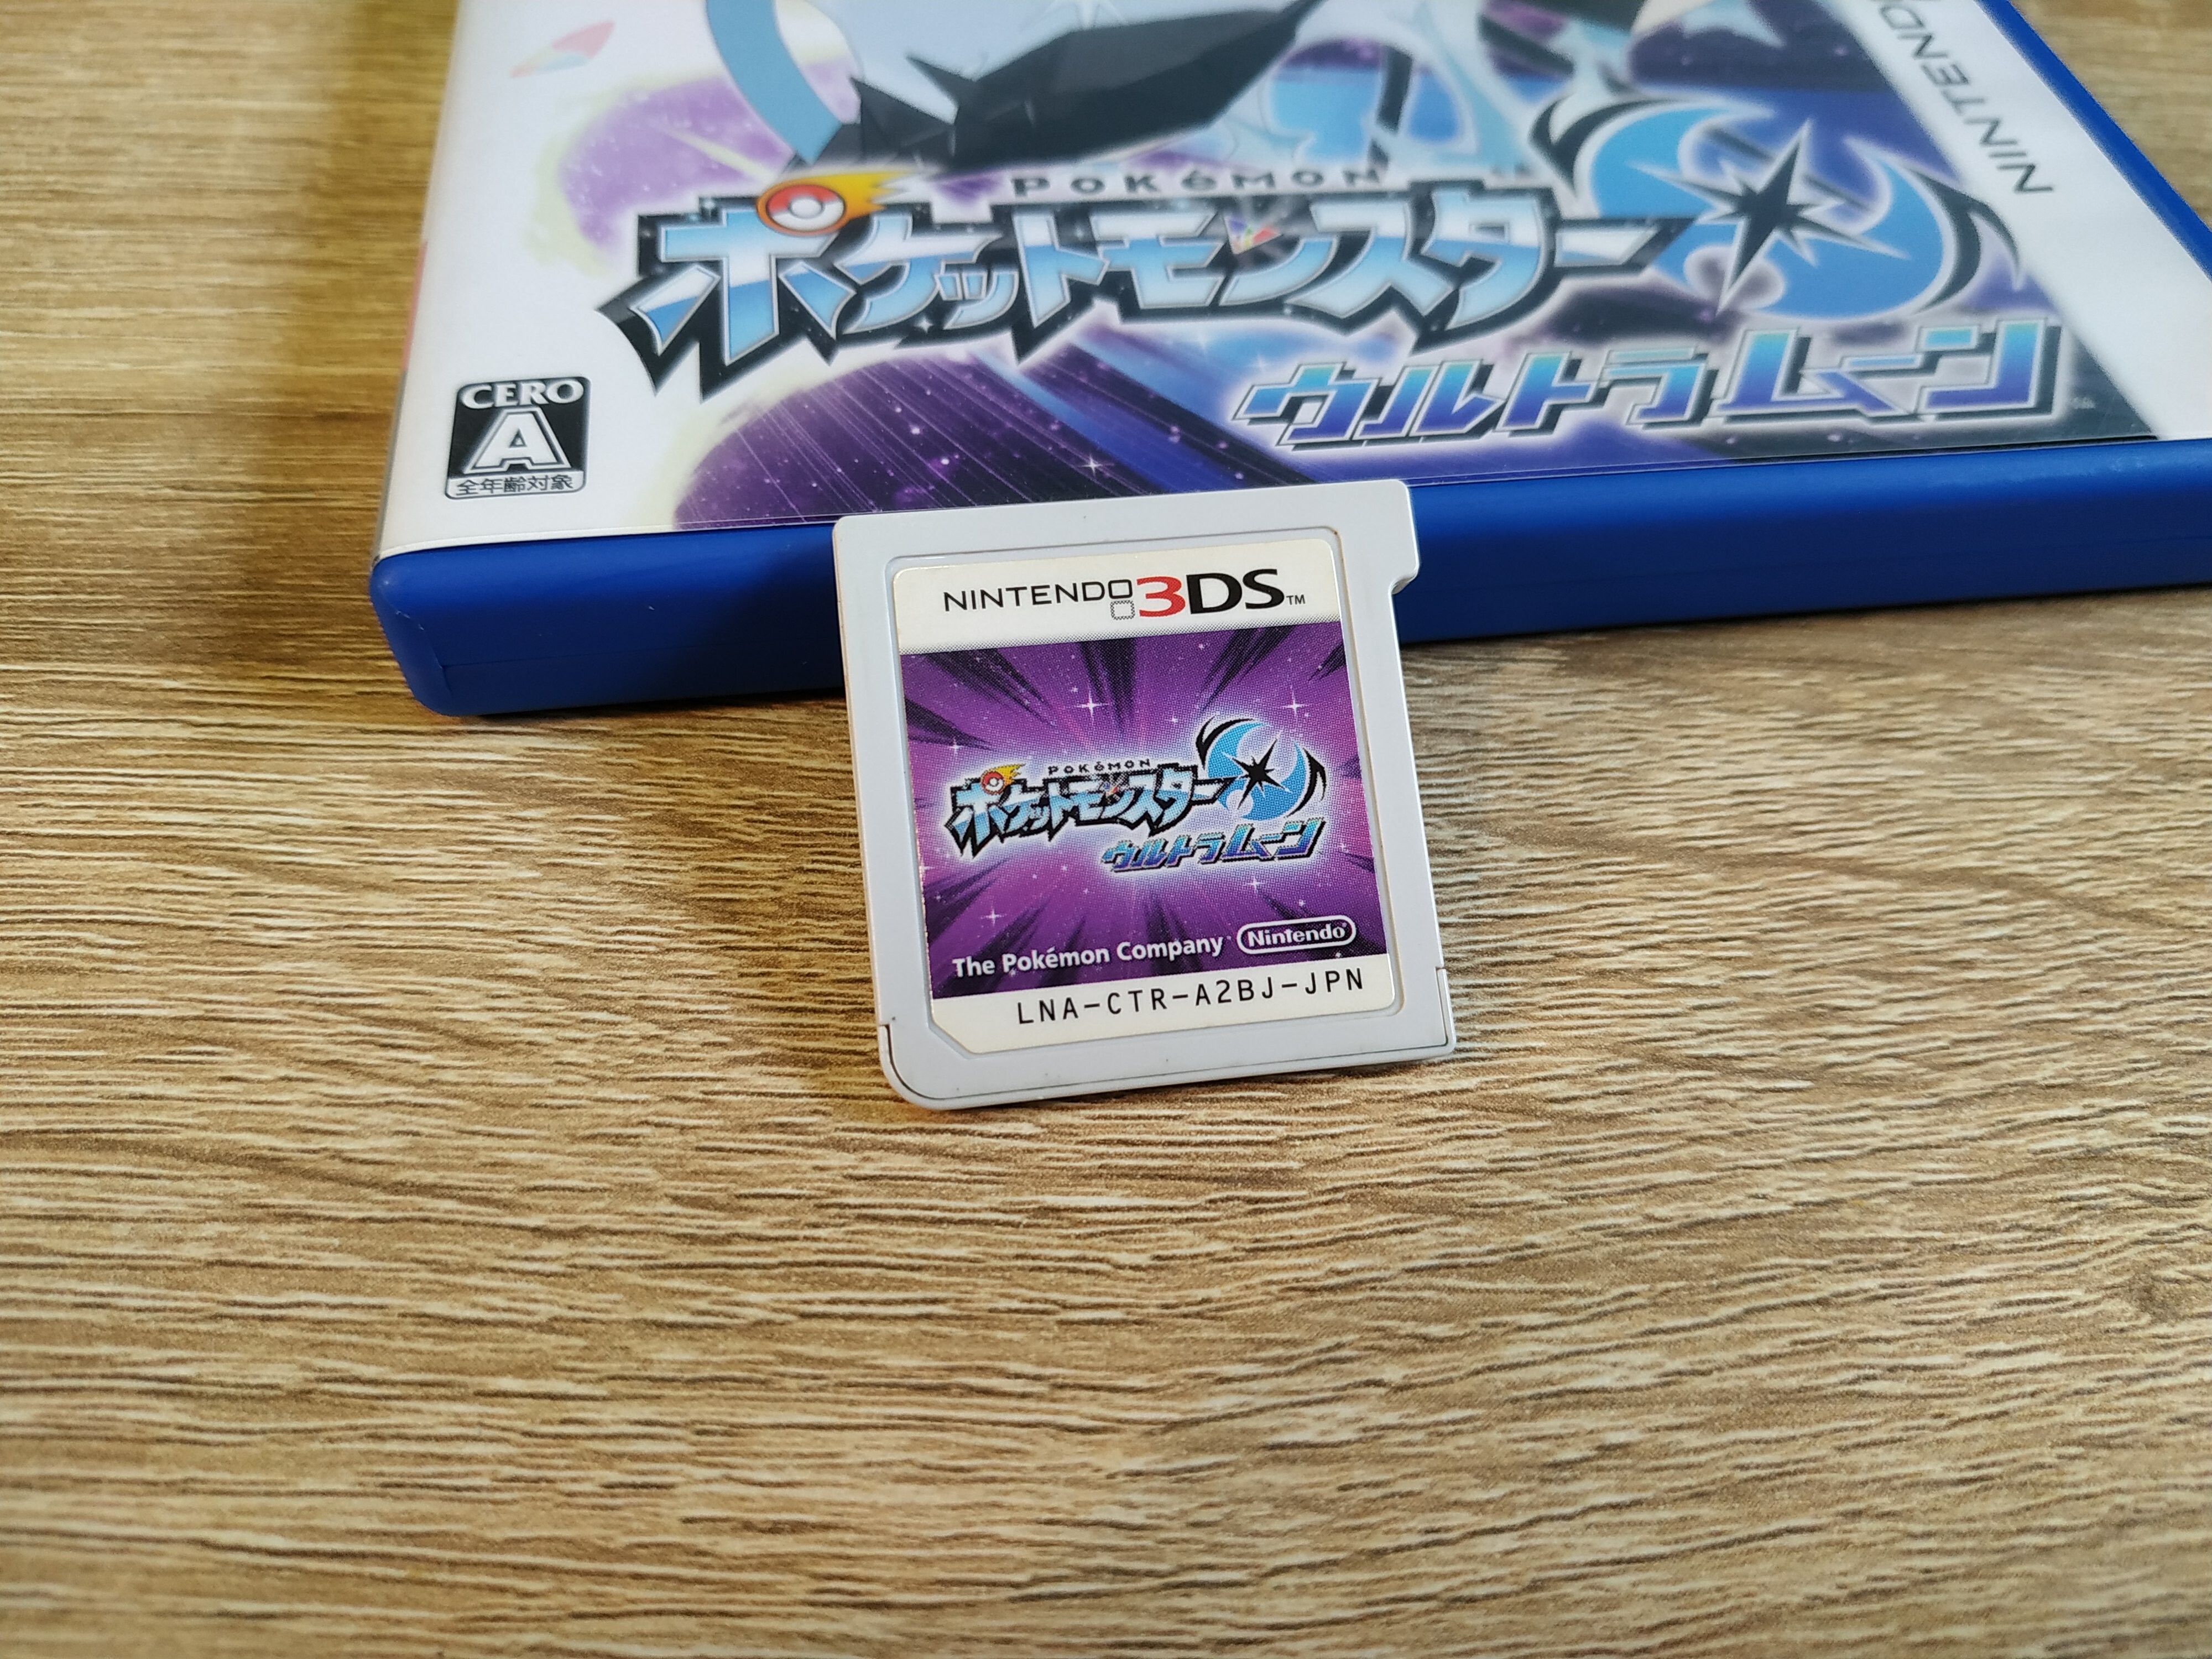 NINTENDO
POKéMON
ポケットモンスター
ウルトラムーン
CERO
A
全年齢対象
NINTENDO 3DS™
POKéMON
ポケットモンスター
ウルトラムーン
The Pokémon Company Nintendo
LNA-CTR-A2BJ-JPN